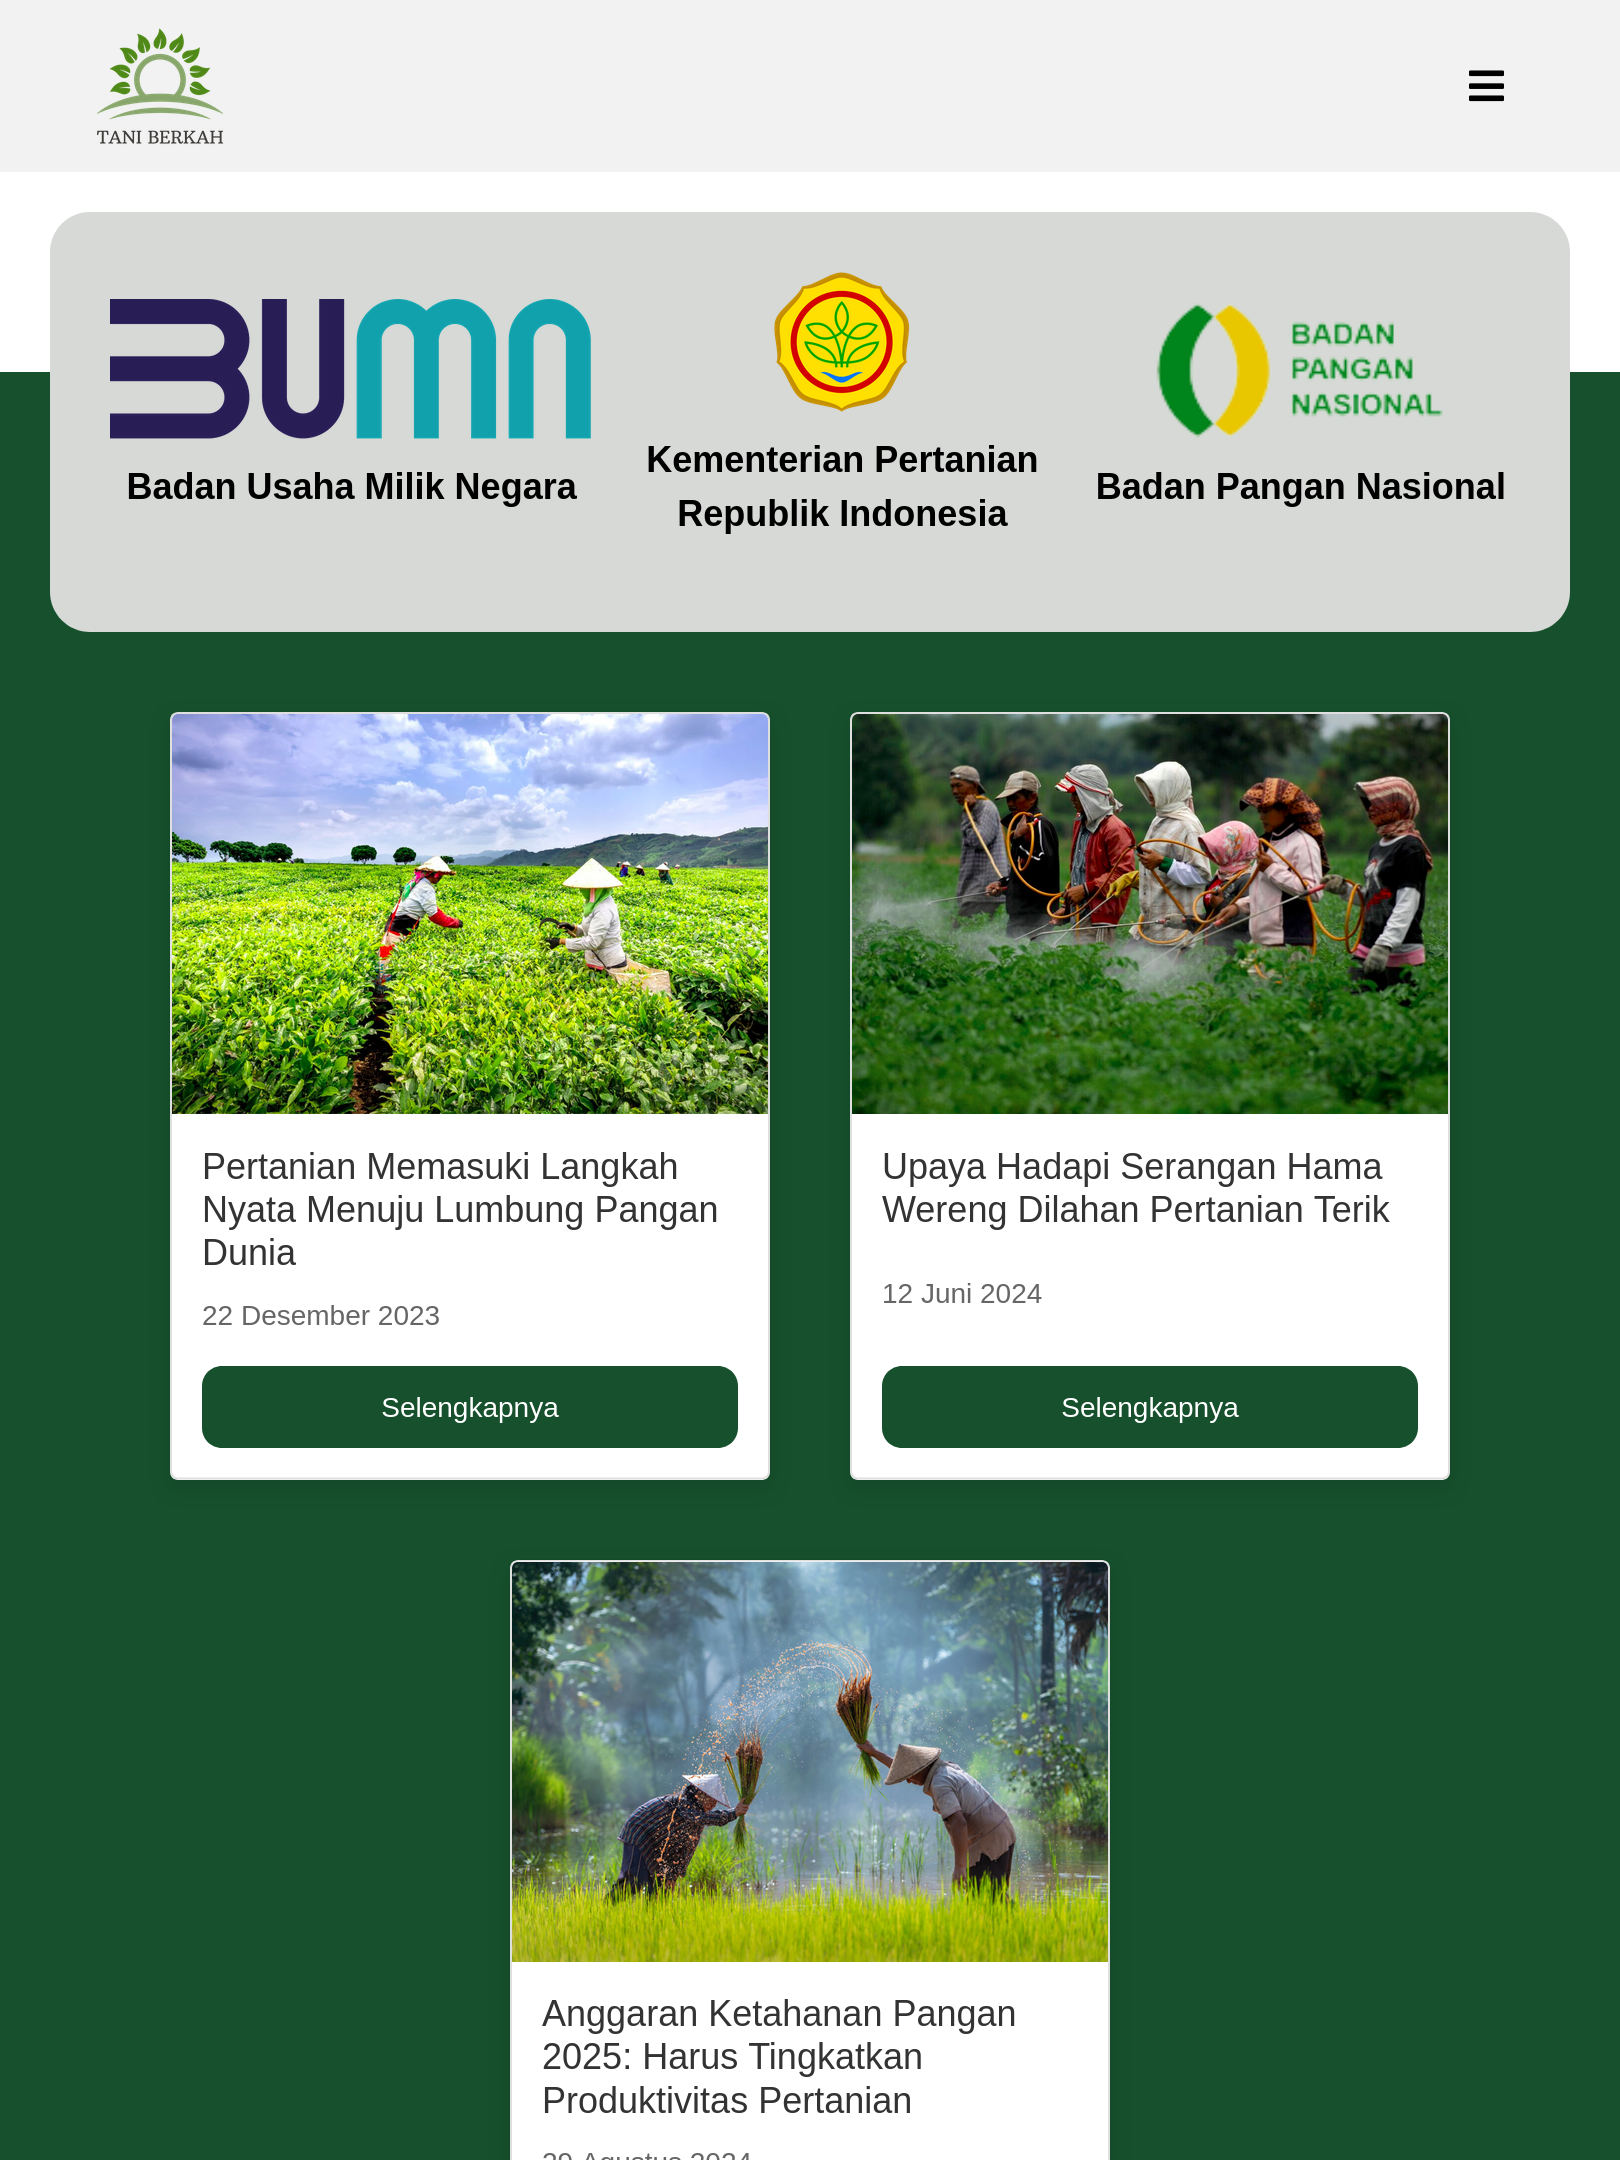 TANI BERKAH
BUMN
BADAN
PANGAN
NASIONAL
Badan Usaha Milik Negara
Kementerian Pertanian
Republik Indonesia
Badan Pangan Nasional
Pertanian Memasuki Langkah
Nyata Menuju Lumbung Pangan
Dunia
22 Desember 2023
Selengkapnya
Upaya Hadapi Serangan Hama
Wereng Dilahan Pertanian Terik
12 Juni 2024
Selengkapnya
Anggaran Ketahanan Pangan
2025: Harus Tingkatkan
Produktivitas Pertanian
Agustus 2024